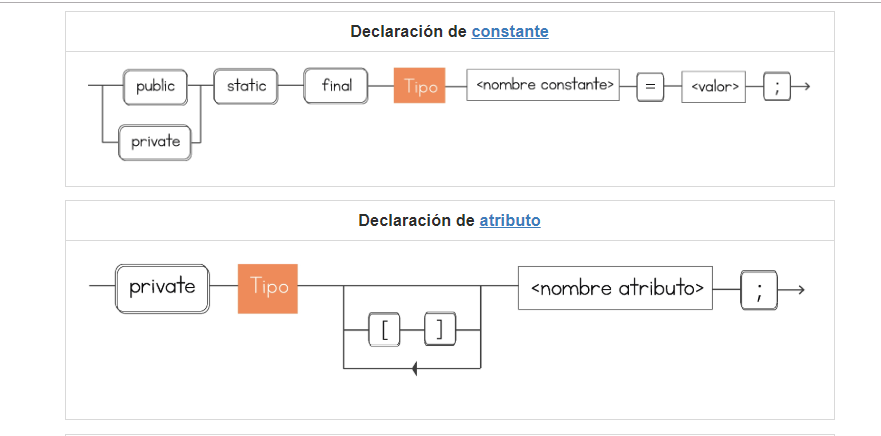 Declaración de constante
public static final Tipo <nombre constante> = <valor> ;
private
Declaración de atributo
private Tipo <nombre atributo> ;
[ ]